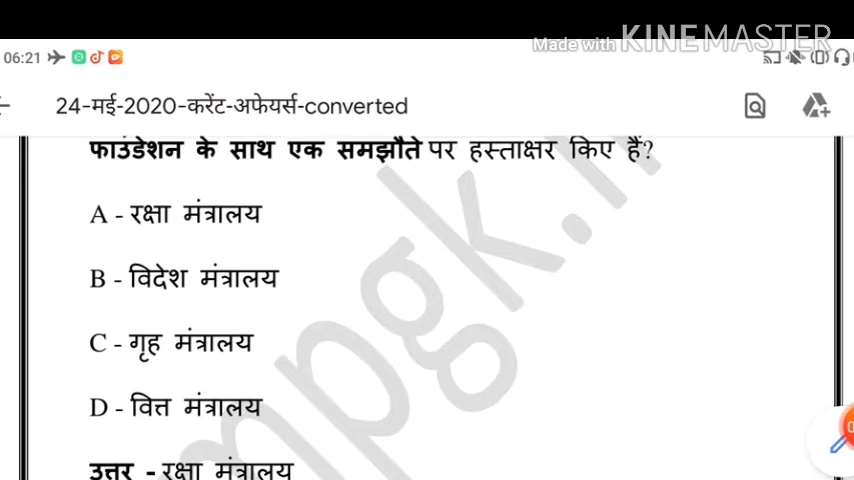 Made with KINEMASTER
06:21
24-मई-2020-करेंट-अफेयर्स-converted
फाउंडेशन के साथ एक समझौते पर हस्ताक्षर किए हैं?
A - रक्षा मंत्रालय
B - विदेश मंत्रालय
C - गृह मंत्रालय
D - वित्त मंत्रालय
उत्तर - रक्षा मंत्रालय
mpgk.